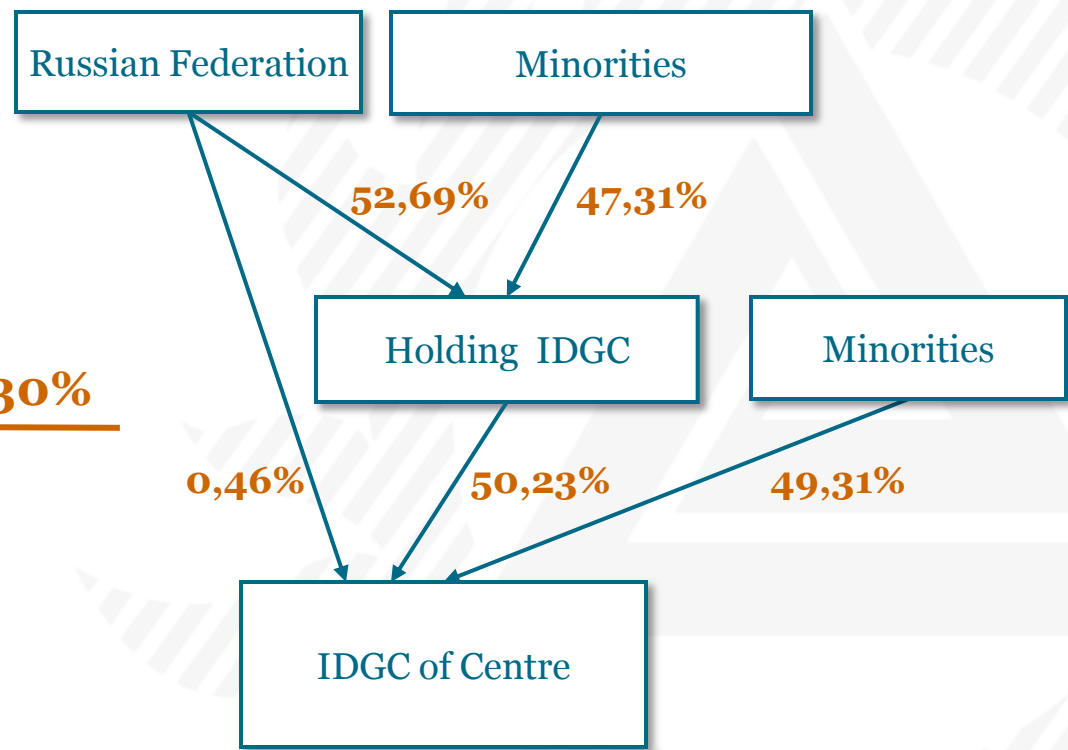 Russian Federation
Minorities
52,69%
47,31%
Holding IDGC
Minorities
30%
0,46%
50,23%
49,31%
IDGC of Centre